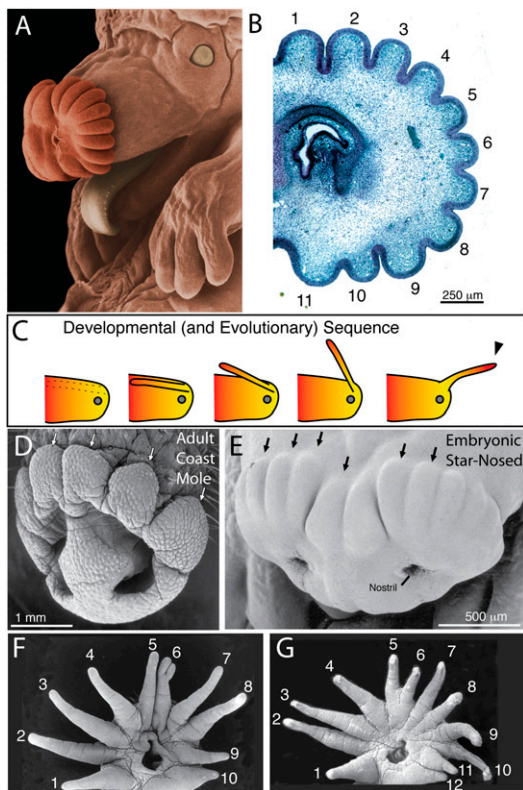 A
B
1
2
3
4
5
6
7
8
9
10
11
250 µm
C
Developmental (and Evolutionary) Sequence
D
Adult
Coast
Mole
1 mm
E
Embryonic
Star-Nosed
Nostril
500 µm
F
1
2
3
4
5
6
7
8
9
10
G
1
2
3
4
5
6
7
8
9
10
11
12